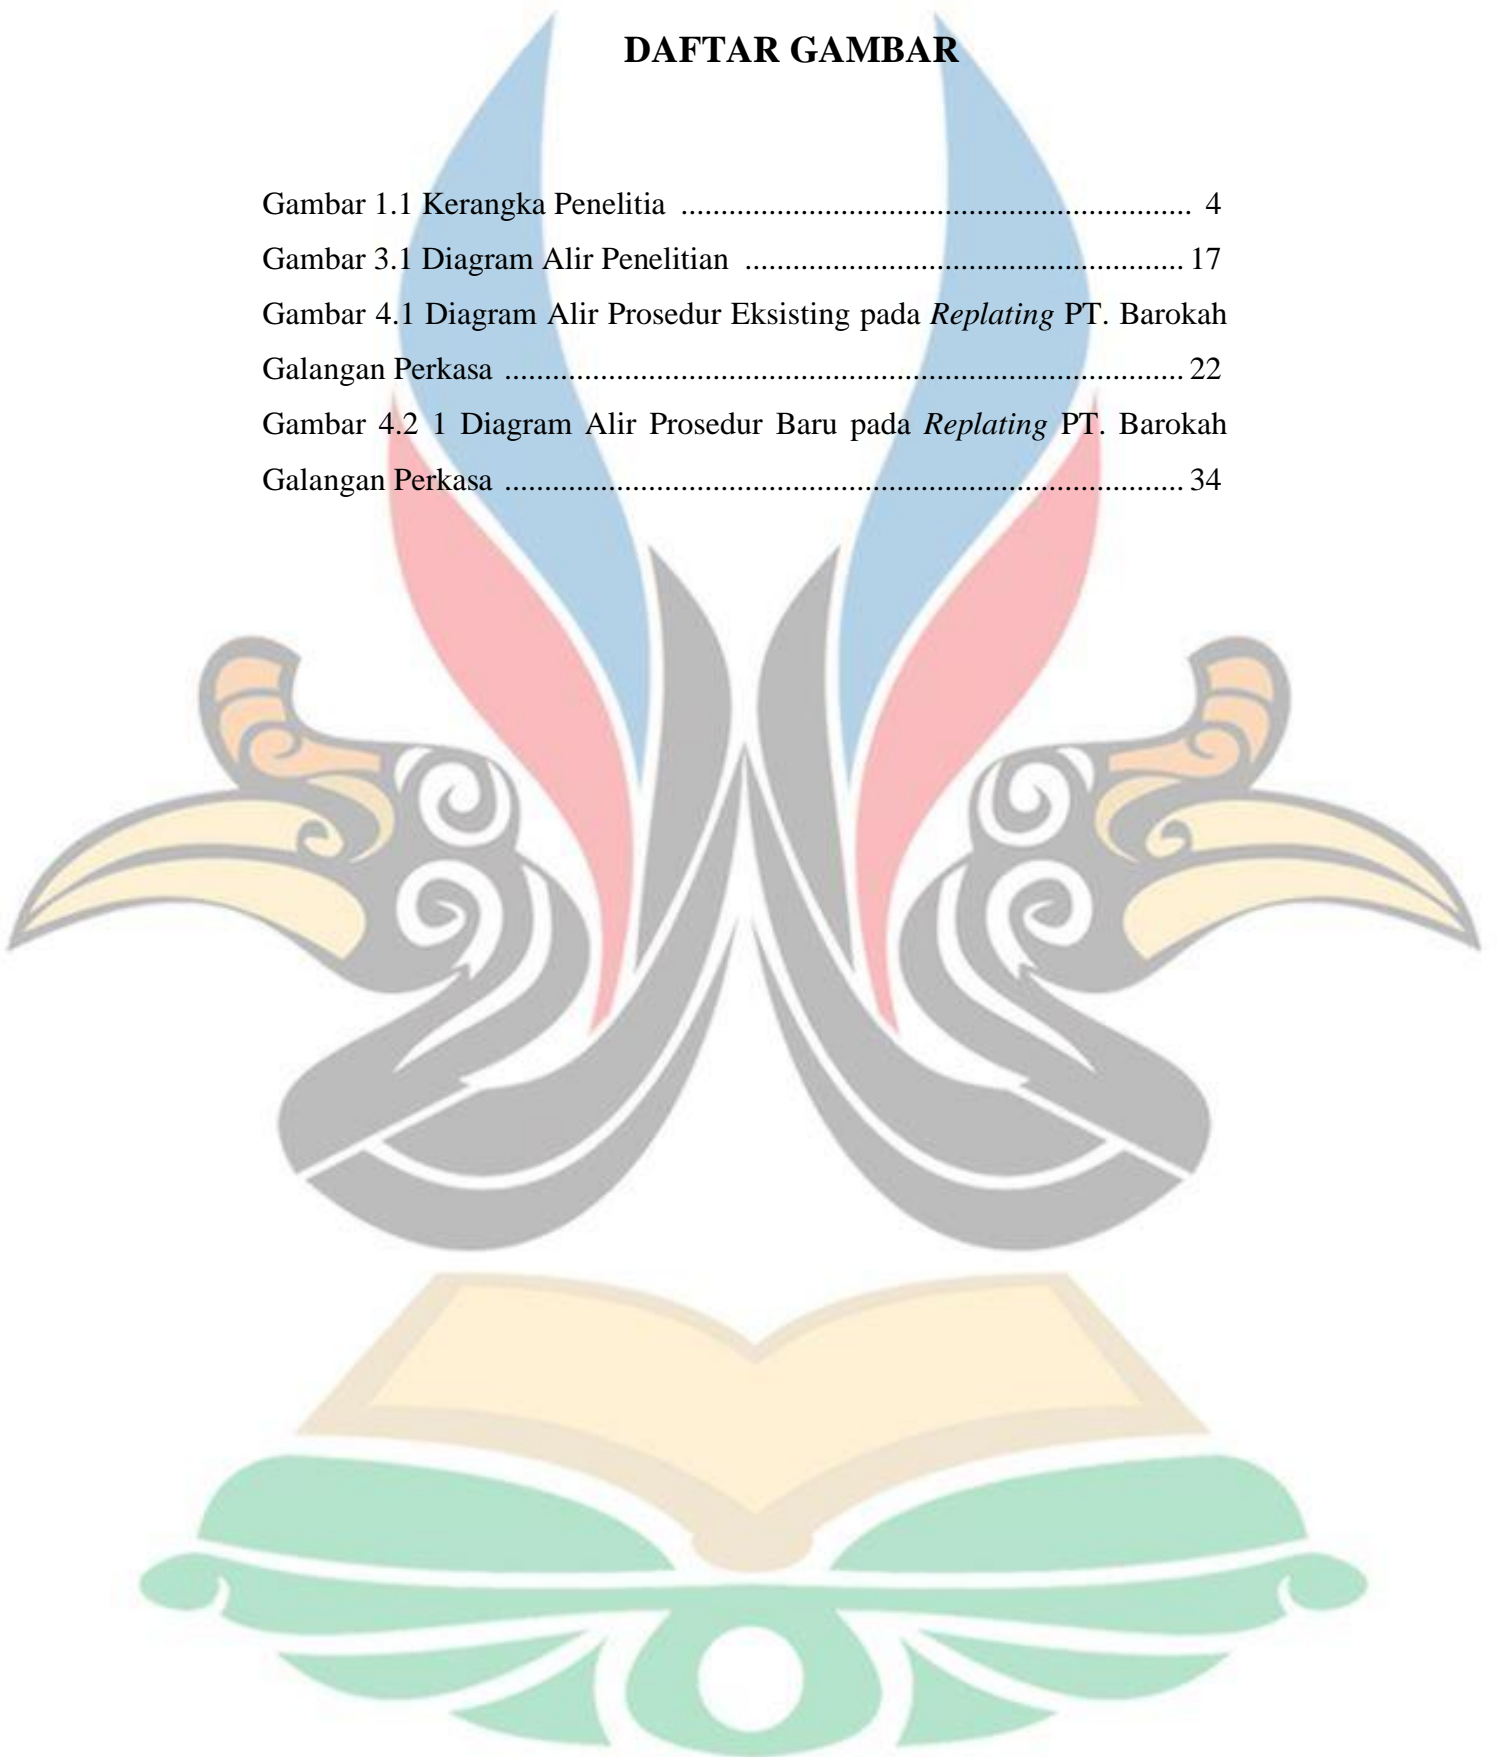 DAFTAR GAMBAR
Gambar 1.1 Kerangka Penelitia ................................................................ 4
Gambar 3.1 Diagram Alir Penelitian ....................................................... 17
Gambar 4.1 Diagram Alir Prosedur Eksisting pada Replating PT. Barokah
Galangan Perkasa ..................................................................................... 22
Gambar 4.2 1 Diagram Alir Prosedur Baru pada Replating PT. Barokah
Galangan Perkasa ..................................................................................... 34